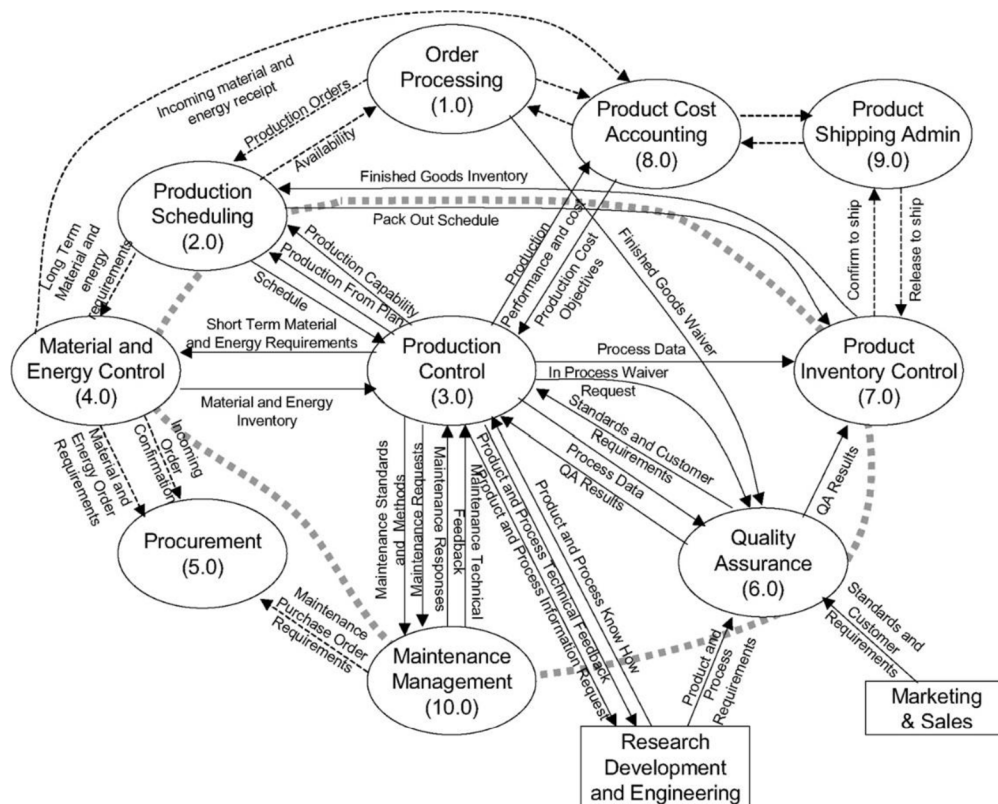 Order
Processing
(1.0)
Incoming material and
energy receipt
Production Orders
Availability
Product Cost
Accounting
(8.0)
Product
Shipping Admin
(9.0)
Production
Scheduling
(2.0)
Finished Goods Inventory
Pack Out Schedule
Long Term
Material and
energy
requirements
Production Capability
Production From Plan
Schedule
Production
Performance and cost
Production Cost
Objectives
Finished Goods Waiver
Confirm to ship
Release to ship
Short Term Material
and Energy Requirements
Material and
Energy Control
(4.0)
Production
Control
(3.0)
Process Data
In Process Waiver
Request
Product
Inventory Control
(7.0)
Material and Energy
Inventory
Standards and Customer
Requirements
Process Data
QA Results
QA Results
Incoming
Order
Confirmation
Material and
Energy Order
Requirements
Maintenance Standards
and Methods
Maintenance Requests
Maintenance Responses
Maintenance Technical
Feedback
Product and Process Know How
Product and Process Technical Feedback
Product and Process Information Request
Procurement
(5.0)
Quality
Assurance
(6.0)
Maintenance
Purchase Order
Requirements
Maintenance
Management
(10.0)
Product and
Process
Requirements
Standards and
Customer
Requirements
Marketing
& Sales
Research
Development
and Engineering